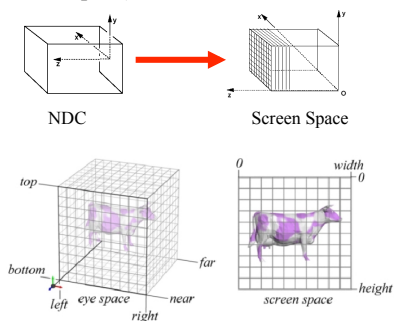 y
x
z
NDC
y
x
z
O
Screen Space
top
bottom
left
eye space
right
near
far
0
width
0
height
screen space